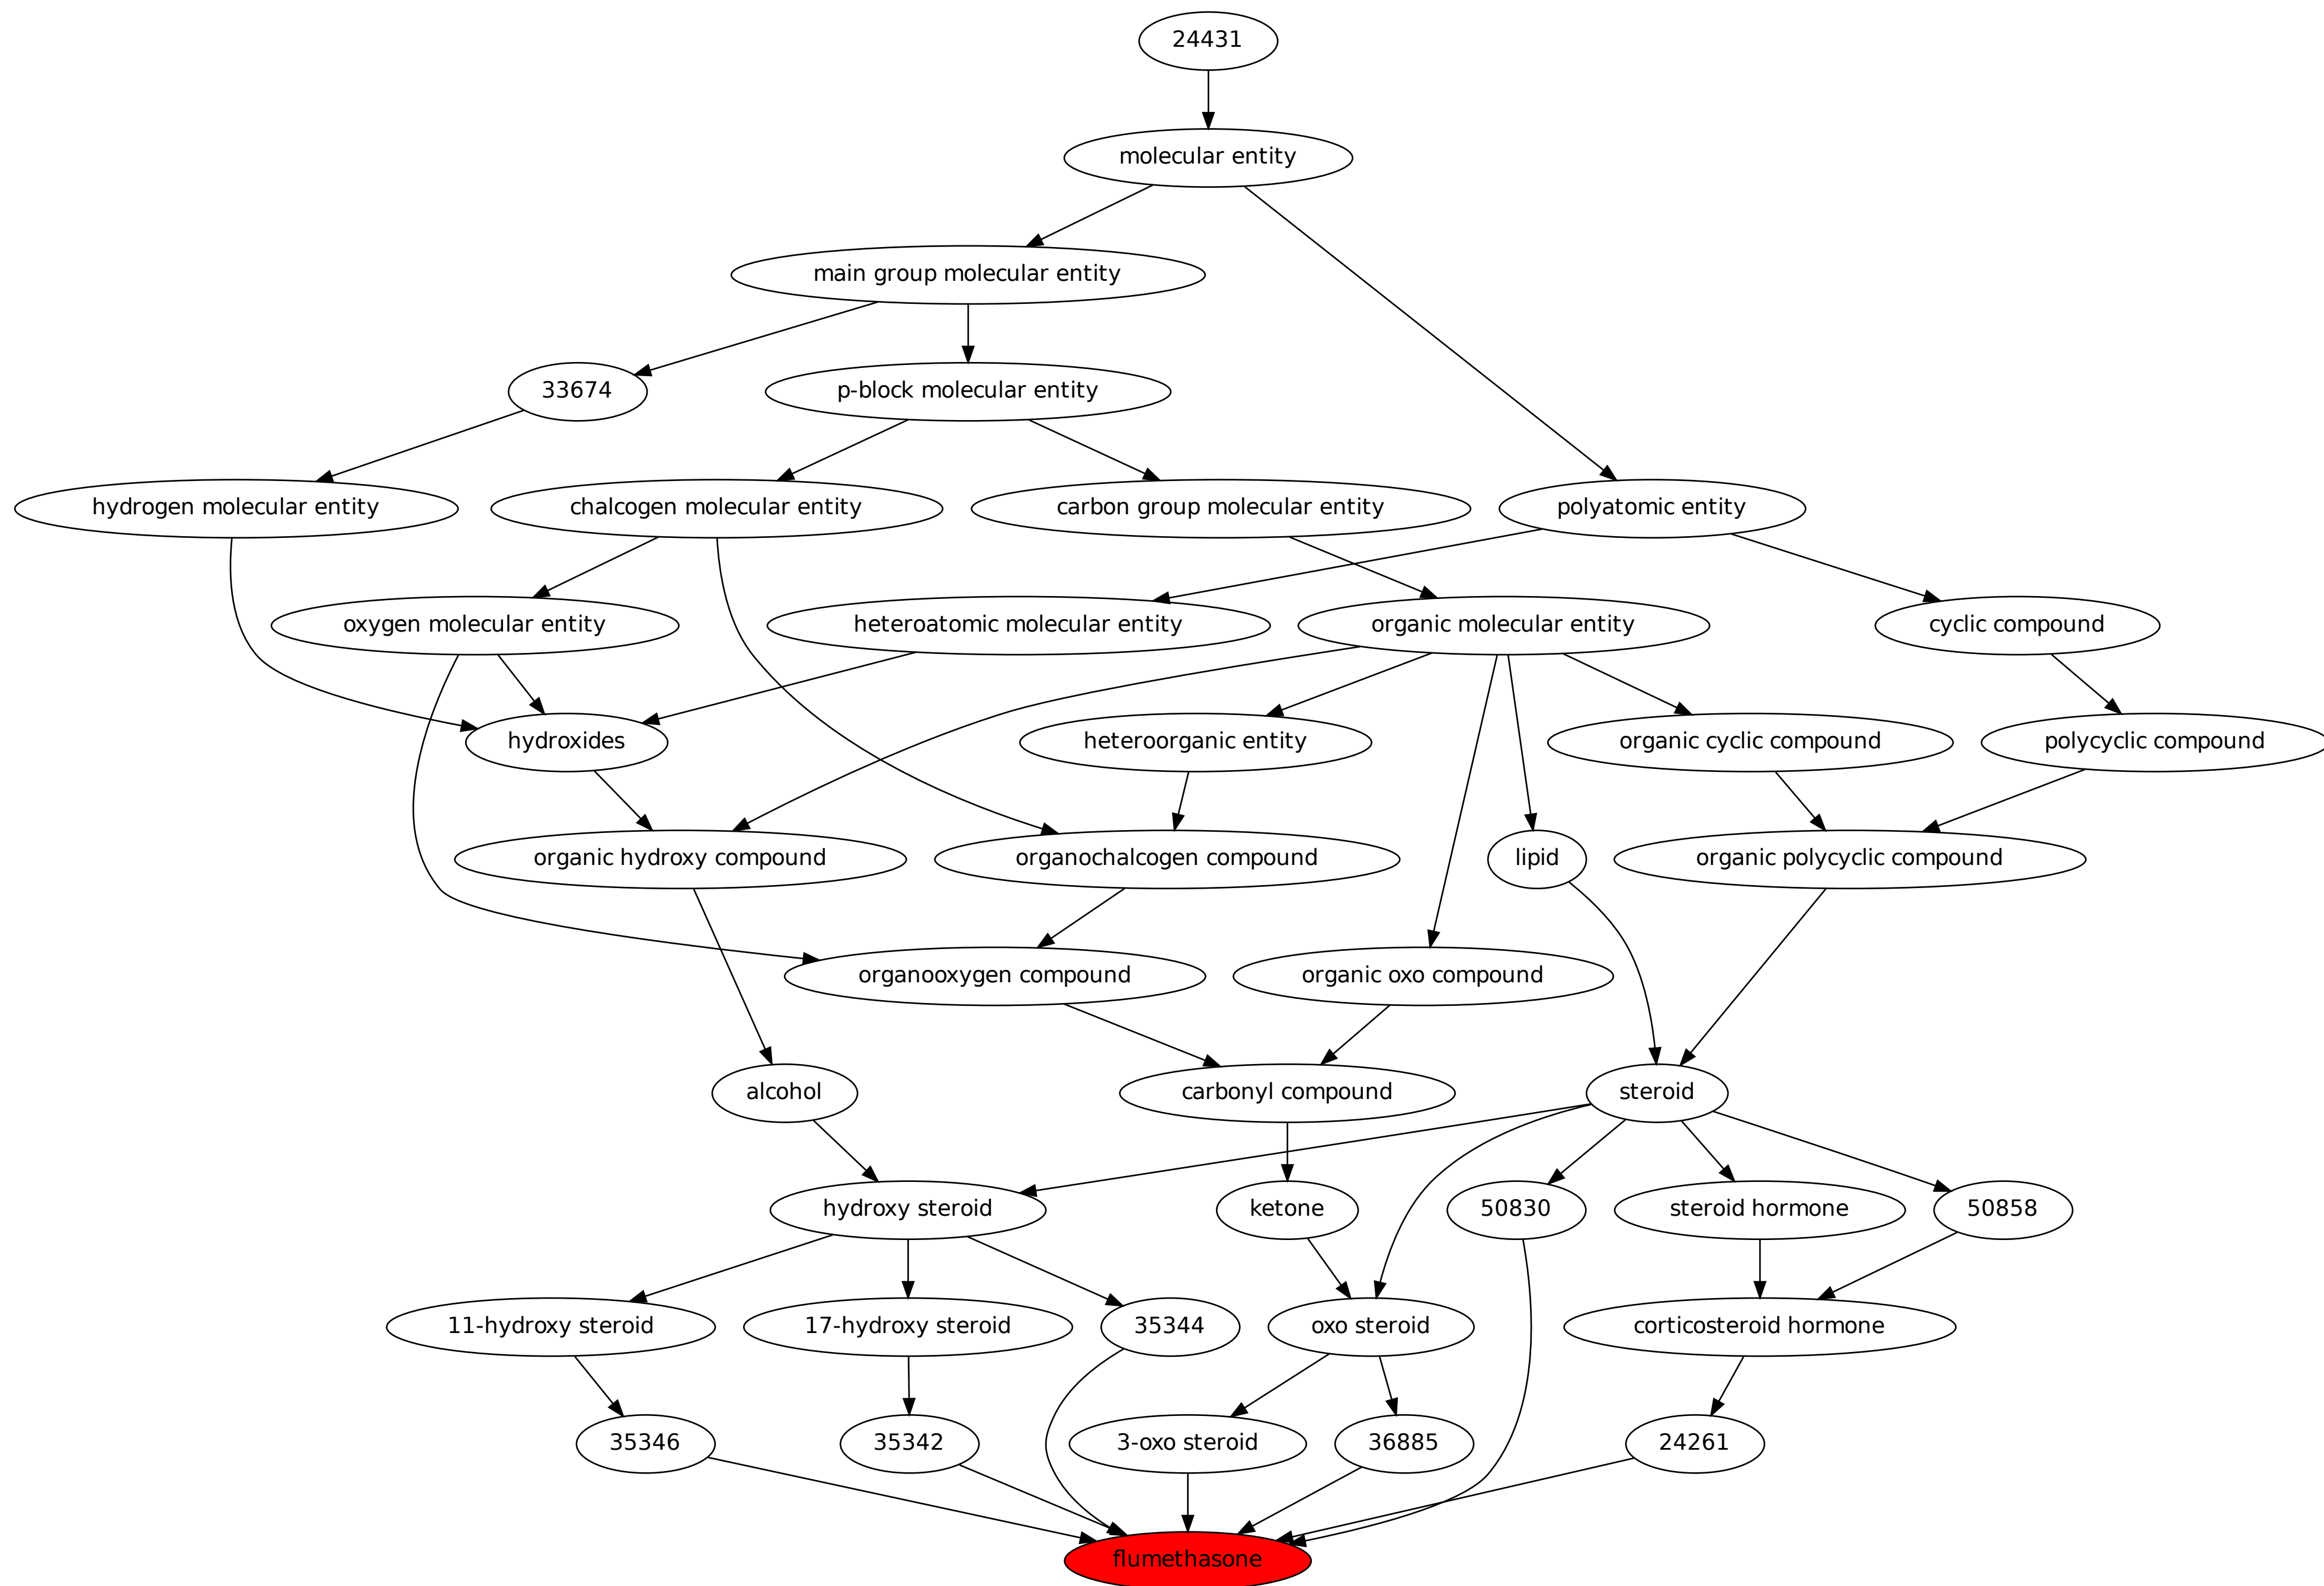 24431
molecular entity
main group molecular entity
33674
p-block molecular entity
hydrogen molecular entity
chalcogen molecular entity
carbon group molecular entity
polyatomic entity
oxygen molecular entity
heteroatomic molecular entity
organic molecular entity
cyclic compound
hydroxides
heteroorganic entity
organic cyclic compound
polycyclic compound
organic hydroxy compound
organochalcogen compound
lipid
organic polycyclic compound
organooxygen compound
organic oxo compound
alcohol
carbonyl compound
steroid
hydroxy steroid
ketone
50830
steroid hormone
50858
11-hydroxy steroid
17-hydroxy steroid
35344
oxo steroid
corticosteroid hormone
35346
35342
3-oxo steroid
36885
24261
flumethasone